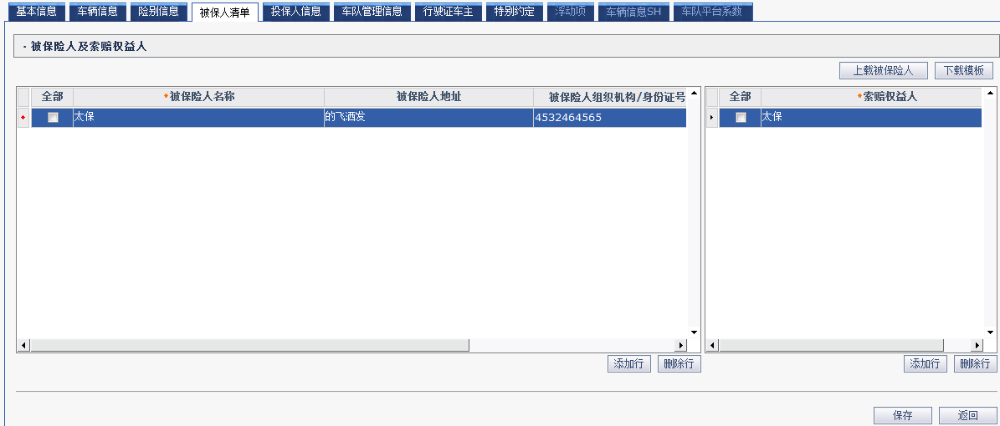 基本信息 车辆信息 险别信息 被保人清单 投保人信息 车队管理信息 行驶证车主 特别约定 浮动项 车辆信息SH 车队平台系数
· 被保险人及索赔权益人
上载被保险人 下载模板
全部 *被保险人名称 被保险人地址 被保险人组织机构/身份证号 全部 *索赔权益人
太保 的飞洒发 4532464565 太保
添加行 删除行 添加行 删除行
保存 返回